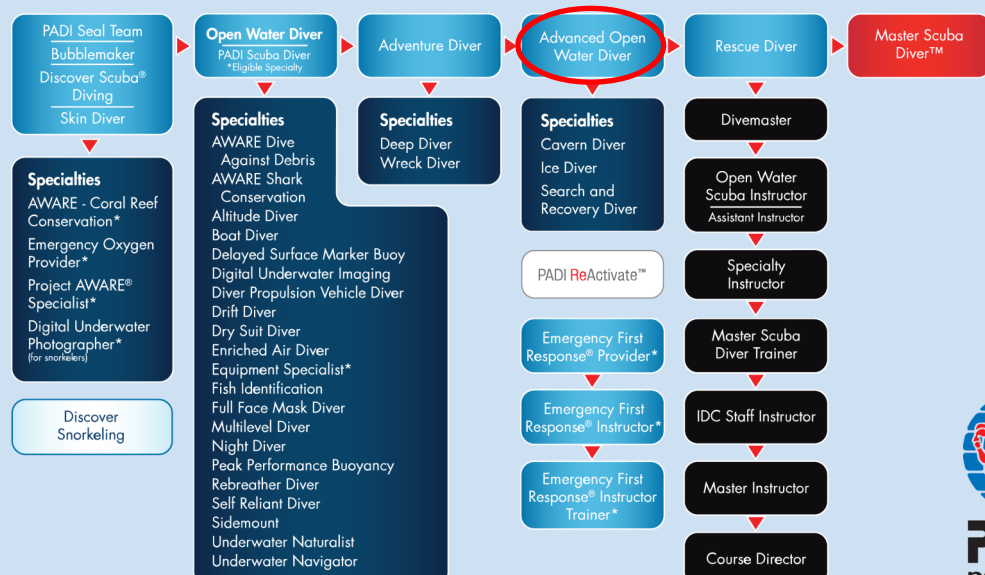 PADI Seal Team
Bubblemaker
Discover Scuba®
Diving
Skin Diver
Open Water Diver
PADI Scuba Diver
*Eligible Specialty
Adventure Diver
Advanced Open
Water Diver
Rescue Diver
Master Scuba
Diver™
Specialties
AWARE - Coral Reef
Conservation*
Emergency Oxygen
Provider*
Project AWARE®
Specialist*
Digital Underwater
Photographer*
(for snorkelers)
Discover
Snorkeling
Specialties
AWARE Dive
Against Debris
AWARE Shark
Conservation
Altitude Diver
Boat Diver
Delayed Surface Marker Buoy
Digital Underwater Imaging
Diver Propulsion Vehicle Diver
Drift Diver
Dry Suit Diver
Enriched Air Diver
Equipment Specialist*
Fish Identification
Full Face Mask Diver
Multilevel Diver
Night Diver
Peak Performance Buoyancy
Rebreather Diver
Self Reliant Diver
Sidemount
Underwater Naturalist
Underwater Navigator
Specialties
Deep Diver
Wreck Diver
Specialties
Cavern Diver
Ice Diver
Search and
Recovery Diver
PADI ReActivate™
Emergency First
Response® Provider*
Emergency First
Response® Instructor*
Emergency First
Response® Instructor
Trainer*
Divemaster
Open Water
Scuba Instructor
Assistant Instructor
Specialty
Instructor
Master Scuba
Diver Trainer
IDC Staff Instructor
Master Instructor
Course Director